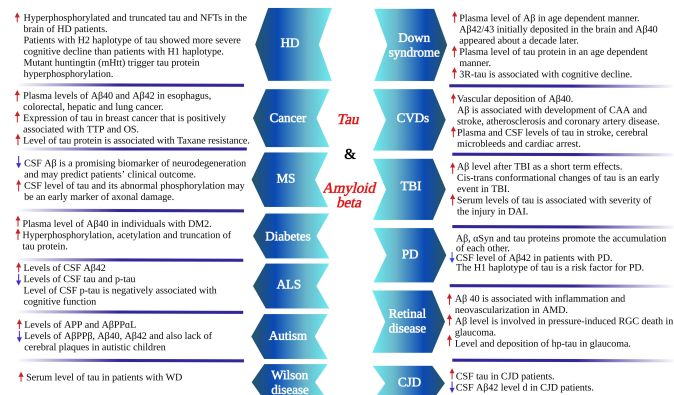 Hyperphosphorylated and truncated tau and NFTs in the
brain of HD patients.
Patients with H2 haplotype of tau showed more severe
cognitive decline than patients with H1 haplotype.
Mutant huntingtin (mHtt) trigger tau protein
hyperphosphorylation.
HD
Plasma levels of Aβ40 and Aβ42 in esophagus,
colorectal, hepatic and lung cancer.
Expression of tau in breast cancer that is positively
associated with TTP and OS.
Level of tau protein is associated with Taxane resistance.
Cancer
CSF Aβ is a promising biomarker of neurodegeneration
and may predict patients’ clinical outcome.
CSF level of tau and its abnormal phosphorylation may
be an early marker of axonal damage.
MS
Plasma level of Aβ40 in individuals with DM2.
Hyperphosphorylation, acetylation and truncation of
tau protein.
Diabetes
Levels of CSF Aβ42
Levels of CSF tau and p-tau
Level of CSF p-tau is negatively associated with
cognitive function
ALS
Levels of APP and AβPPαL
Levels of AβPPβ, Aβ40, Aβ42 and also lack of
cerebral plaques in autistic children
Autism
Serum level of tau in patients with WD
Wilson
disease
Tau
&
Amyloid
beta
Down
syndrome
Plasma level of Aβ in age dependent manner.
Aβ42/43 initially deposited in the brain and Aβ40
appeared about a decade later.
Plasma level of tau protein in an age dependent
manner.
3R-tau is associated with cognitive decline.
CVDs
Vascular deposition of Aβ40.
Aβ is associated with development of CAA and
stroke, atherosclerosis and coronary artery disease.
Plasma and CSF levels of tau in stroke, cerebral
microbleeds and cardiac arrest.
TBI
Aβ level after TBI as a short term effects.
Cis-trans conformational changes of tau is an early
event in TBI.
Serum levels of tau is associated with severity of
the injury in DAI.
PD
Aβ, αSyn and tau proteins promote the accumulation
of each other.
CSF level of Aβ42 in patients with PD.
The H1 haplotype of tau is a risk factor for PD.
Retinal
disease
Aβ 40 is associated with inflammation and
neovascularization in AMD.
Aβ level is involved in pressure-induced RGC death in
glaucoma.
Level and deposition of hp-tau in glaucoma.
CJD
CSF tau in CJD patients.
CSF Aβ42 level d in CJD patients.